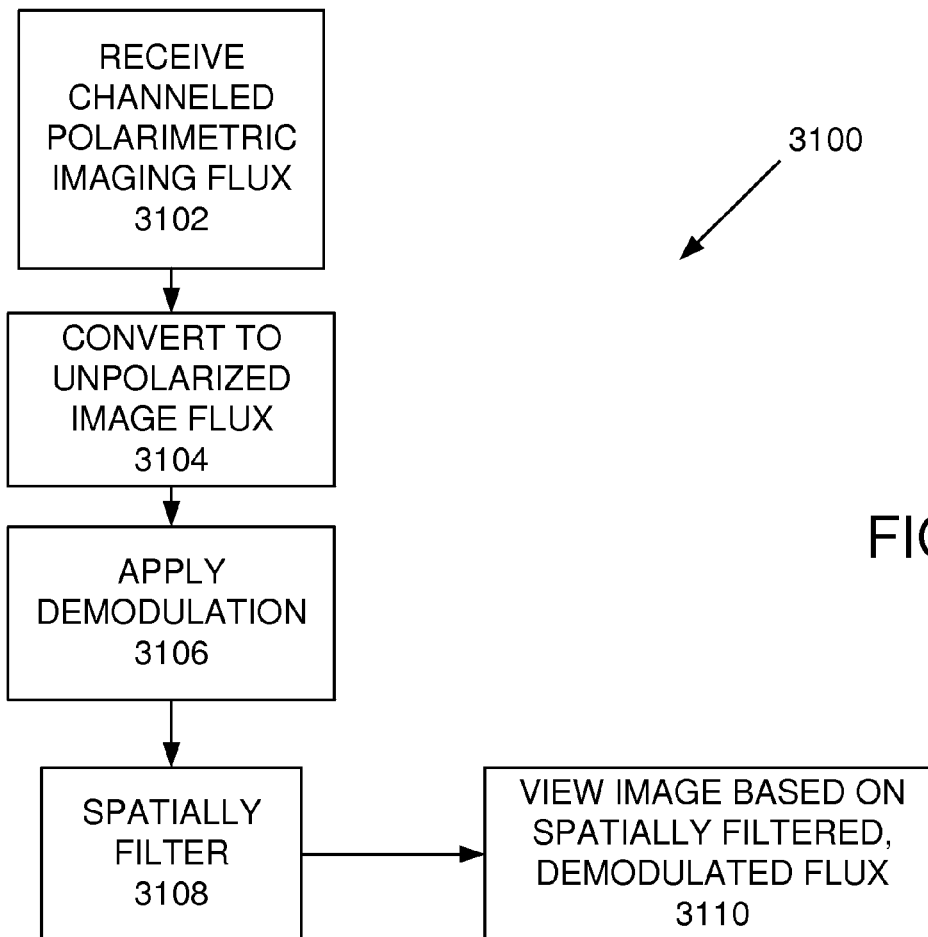 RECEIVE
CHANNELED
POLARIMETRIC
IMAGING FLUX
3102
3100
CONVERT TO
UNPOLARIZED
IMAGE FLUX
3104
APPLY
DEMODULATION
3106
SPATIALLY
FILTER
3108
VIEW IMAGE BASED ON
SPATIALLY FILTERED,
DEMODULATED FLUX
3110